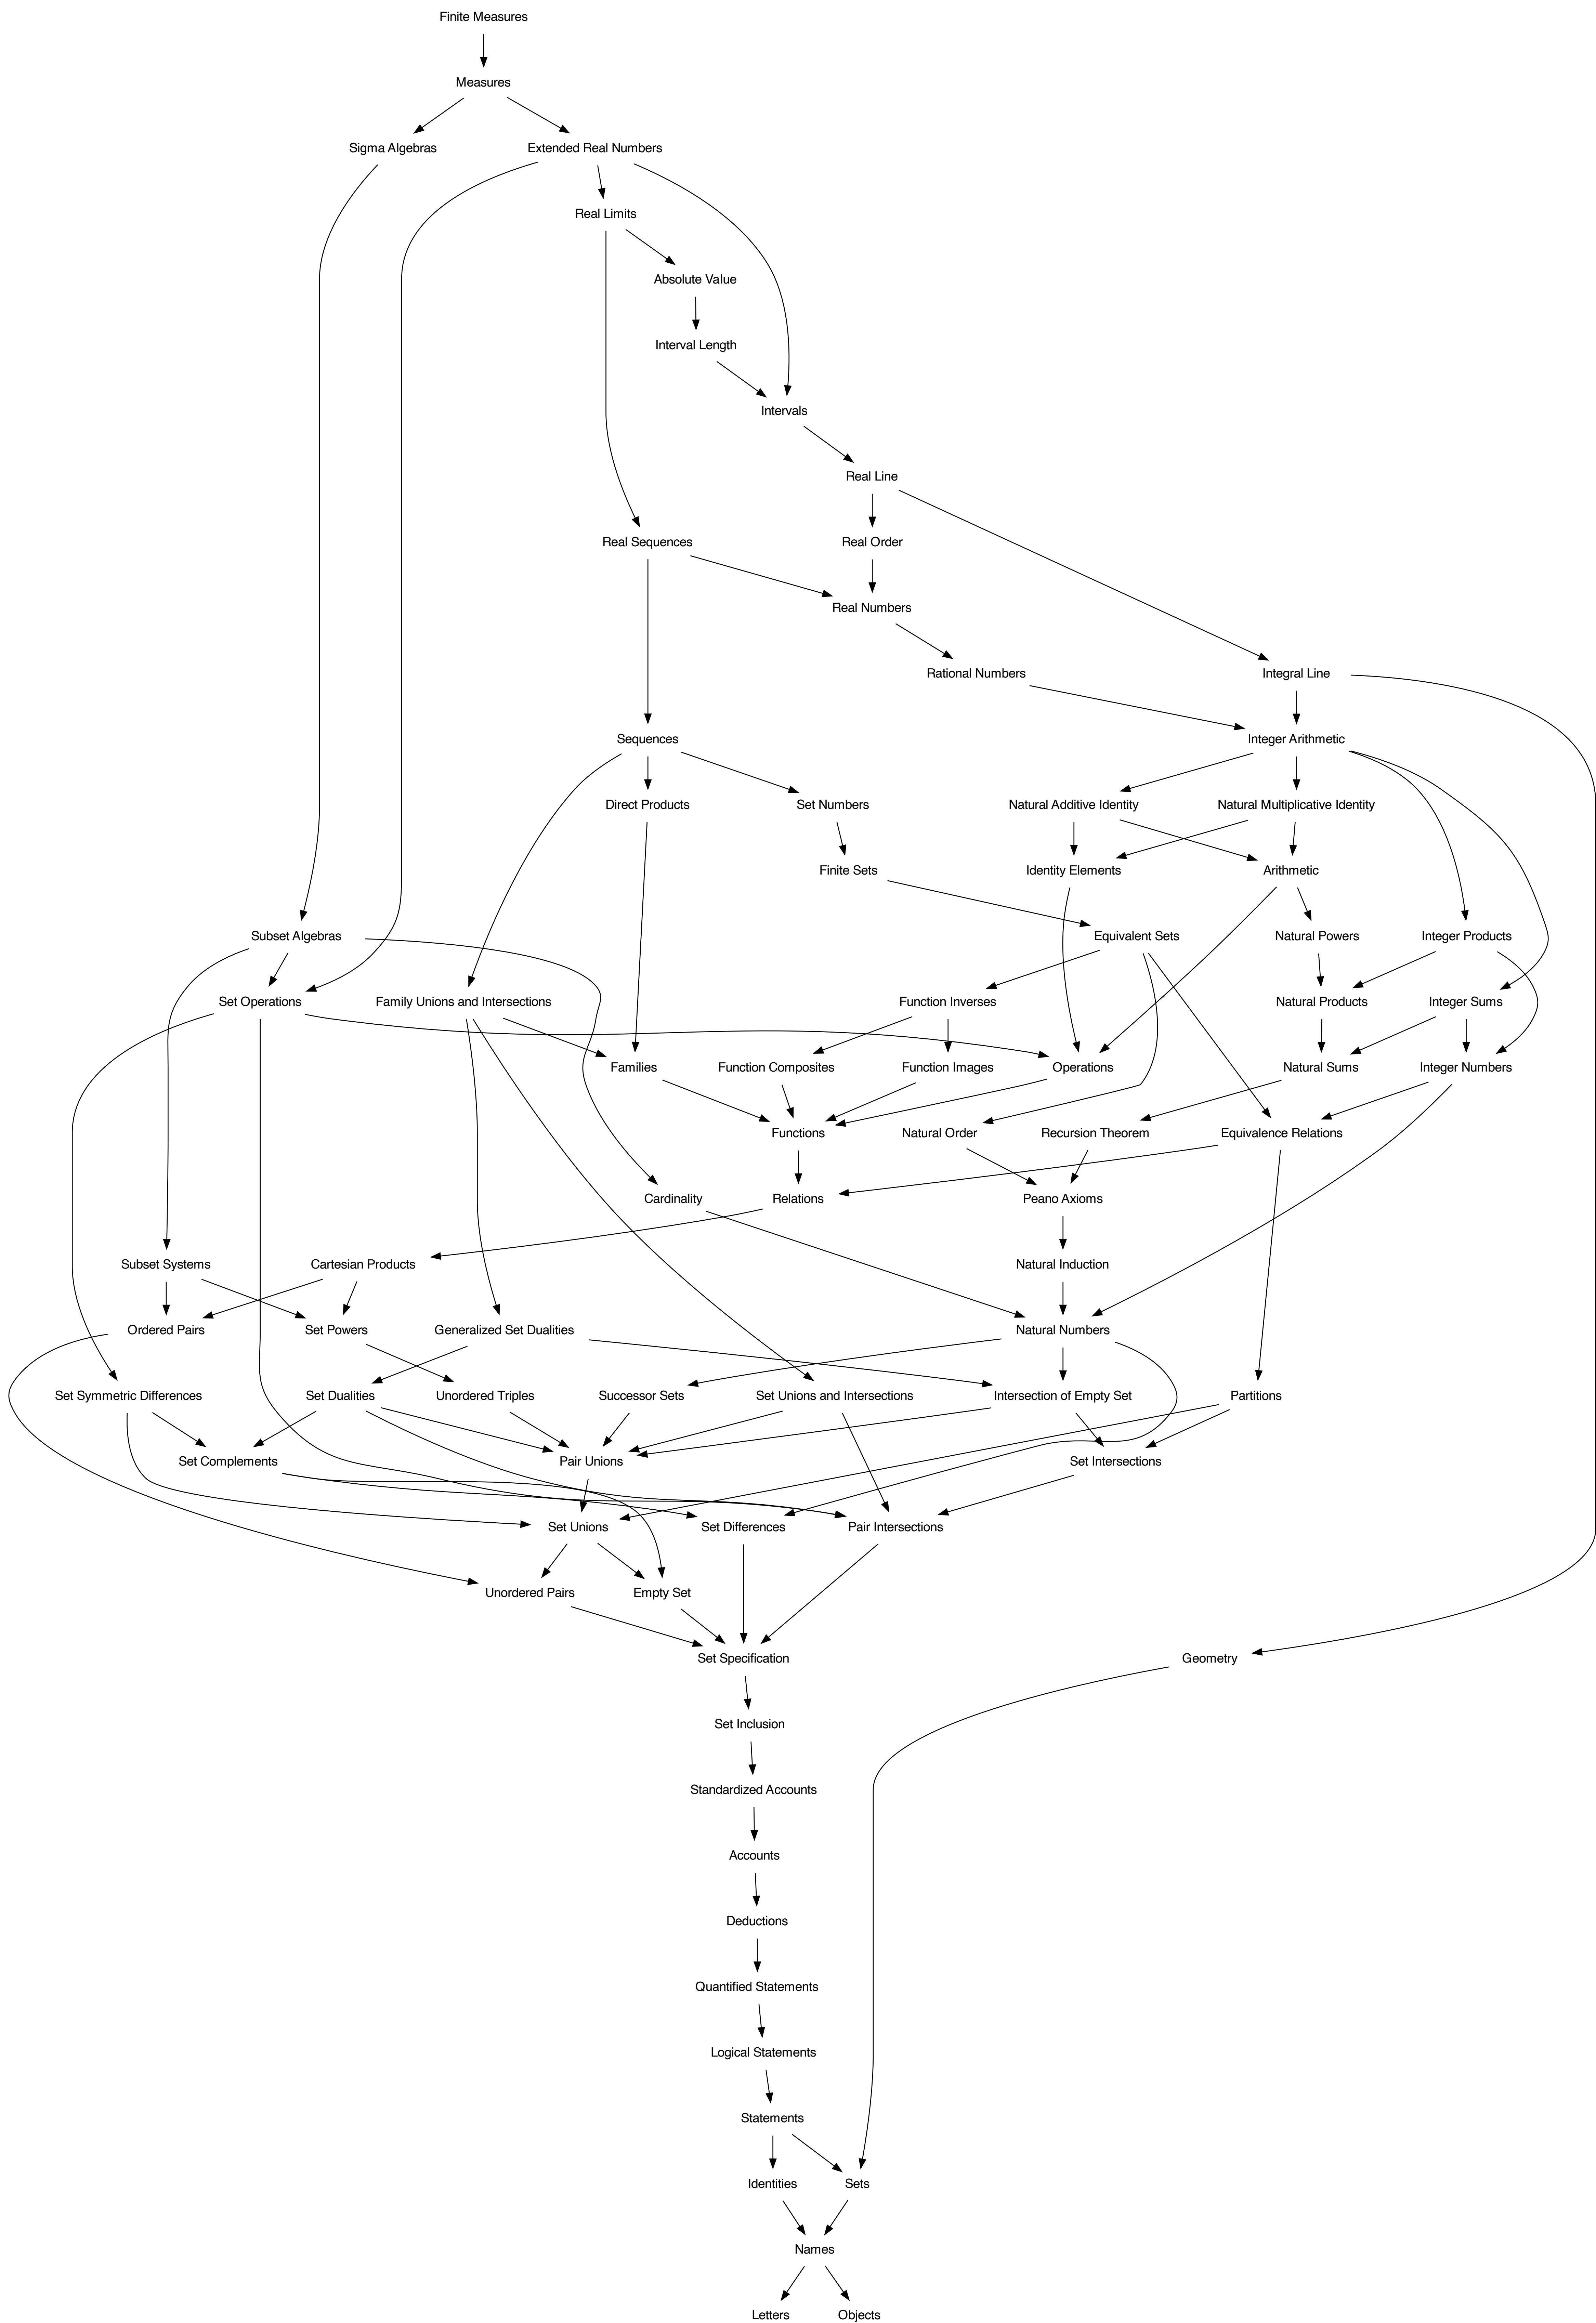 Finite Measures
Measures
Sigma Algebras
Extended Real Numbers
Real Limits
Absolute Value
Interval Length
Intervals
Real Line
Real Sequences
Real Order
Real Numbers
Rational Numbers
Integral Line
Sequences
Integer Arithmetic
Direct Products
Set Numbers
Natural Additive Identity
Natural Multiplicative Identity
Finite Sets
Identity Elements
Arithmetic
Subset Algebras
Equivalent Sets
Natural Powers
Integer Products
Set Operations
Family Unions and Intersections
Function Inverses
Natural Products
Integer Sums
Families
Function Composites
Function Images
Operations
Natural Sums
Integer Numbers
Functions
Natural Order
Recursion Theorem
Equivalence Relations
Cardinality
Relations
Peano Axioms
Subset Systems
Cartesian Products
Natural Induction
Ordered Pairs
Set Powers
Generalized Set Dualities
Natural Numbers
Set Symmetric Differences
Set Dualities
Unordered Triples
Successor Sets
Set Unions and Intersections
Intersection of Empty Set
Partitions
Set Complements
Pair Unions
Set Intersections
Set Unions
Set Differences
Pair Intersections
Unordered Pairs
Empty Set
Set Specification
Geometry
Set Inclusion
Standardized Accounts
Accounts
Deductions
Quantified Statements
Logical Statements
Statements
Identities
Sets
Names
Letters
Objects